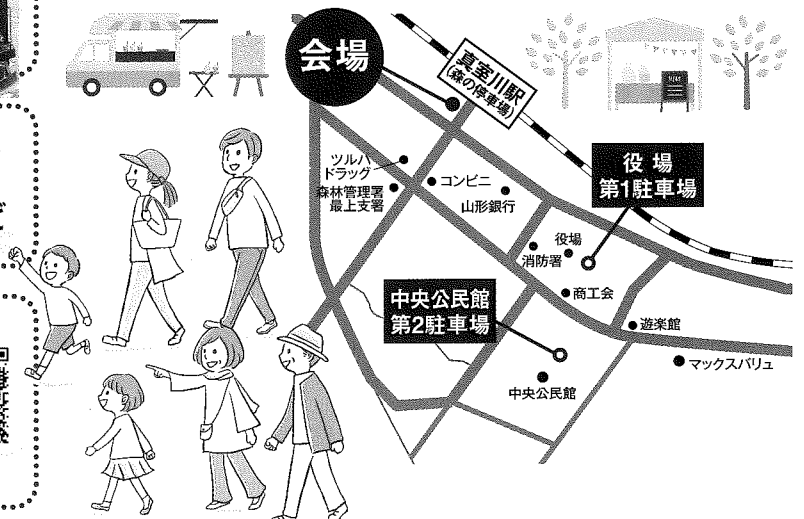 会場
真室川駅
(森の停車場)
ツルハ
ドラッグ
森林管理署
最上支署
コンビニ
山形銀行
役 場
第1駐車場
役場
消防署
商工会
中央公民館
第2駐車場
遊楽館
マックスバリュ
中央公民館